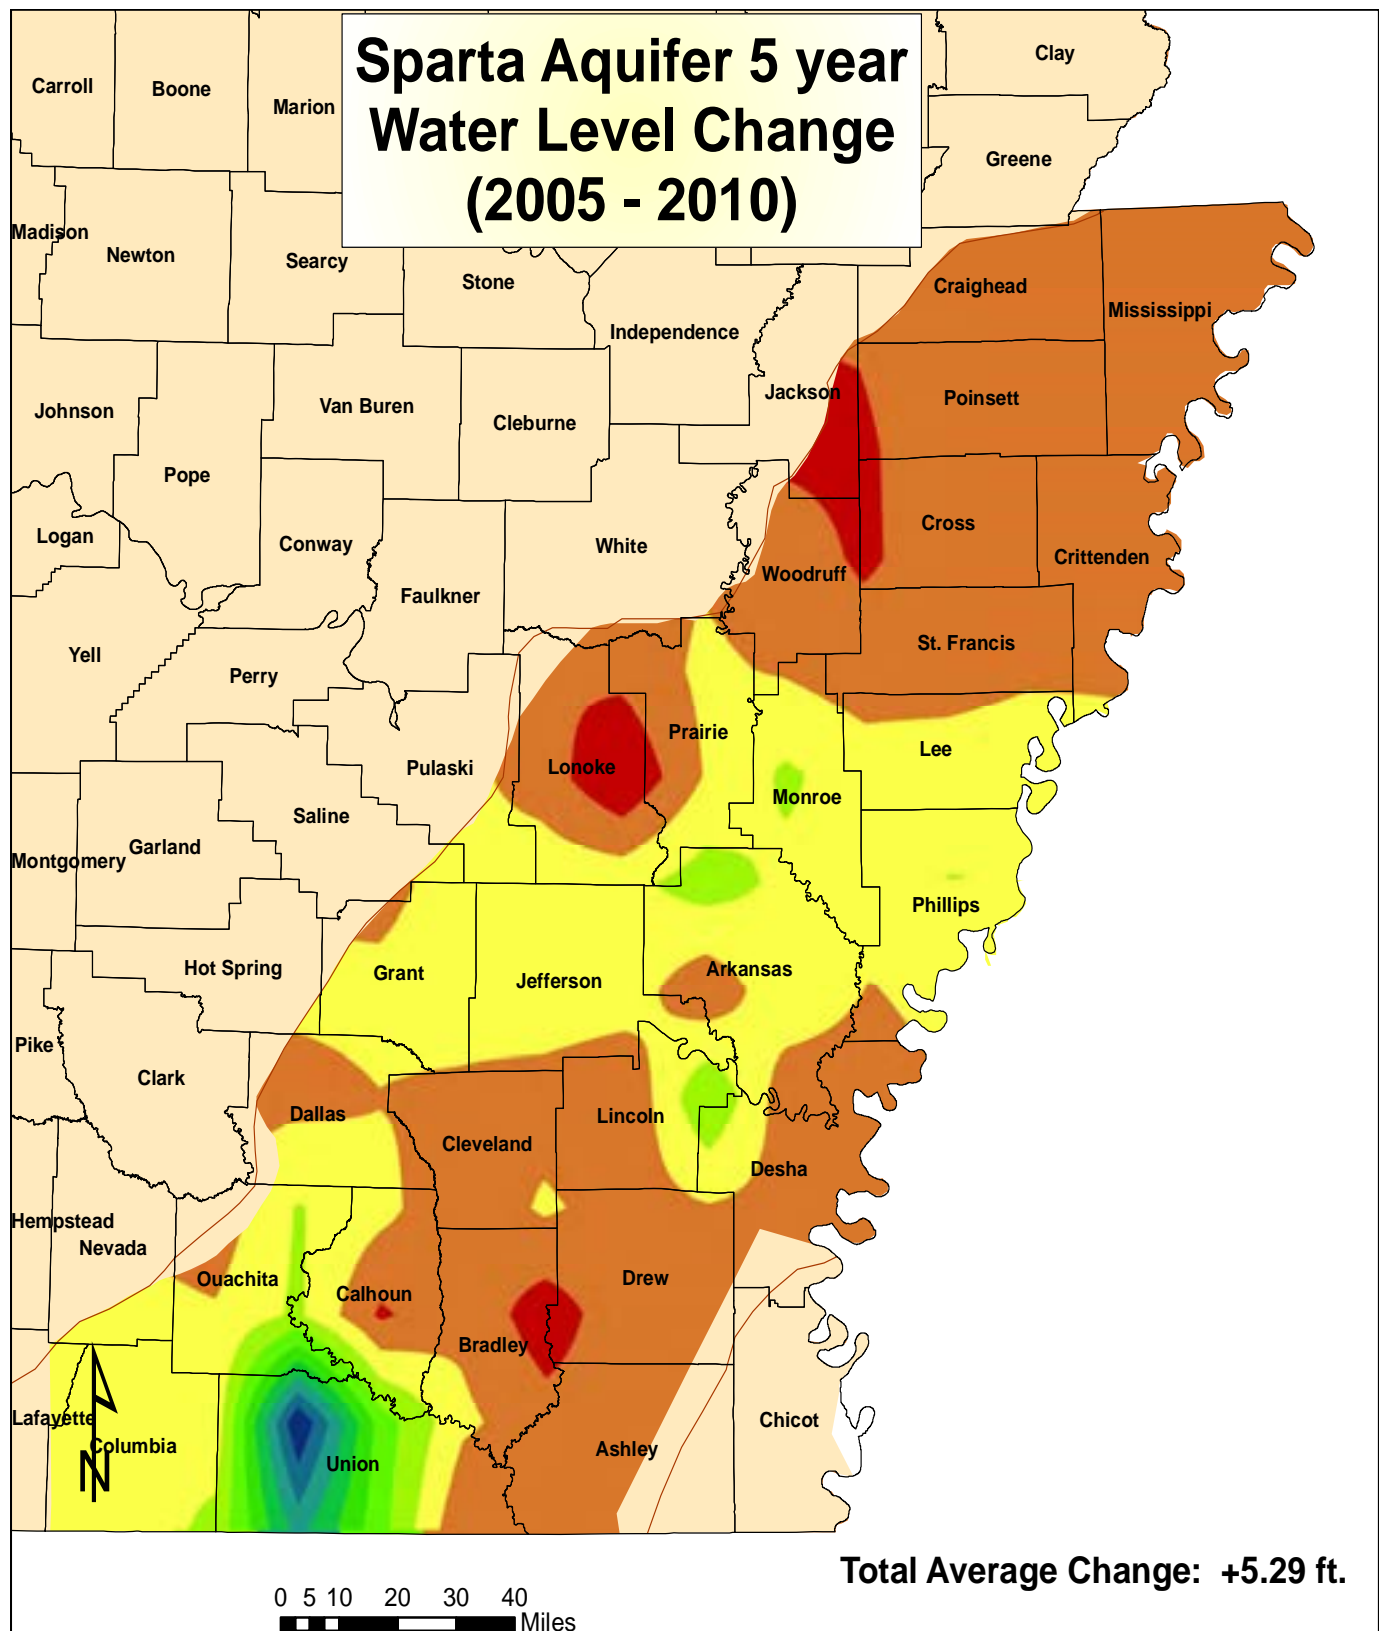 Sparta Aquifer 5 year
Water Level Change
(2005 - 2010)
Carroll
Boone
Marion
Clay
Greene
Madison
Newton
Searcy
Stone
Independence
Craighead
Mississippi
Jackson
Poinsett
Johnson
Van Buren
Cleburne
Pope
Logan
Conway
White
Cross
Crittenden
Woodruff
Faulkner
Yell
Perry
St. Francis
Prairie
Lee
Pulaski
Lonoke
Monroe
Saline
Garland
Montgomery
Phillips
Hot Spring
Grant
Jefferson
Arkansas
Pike
Clark
Dallas
Lincoln
Cleveland
Desha
Hempstead
Nevada
Ouachita
Calhoun
Drew
Bradley
Lafayette
Columbia
Chicot
Union
Ashley
N
Total Average Change: +5.29 ft.
0 5 10 20 30 40
Miles